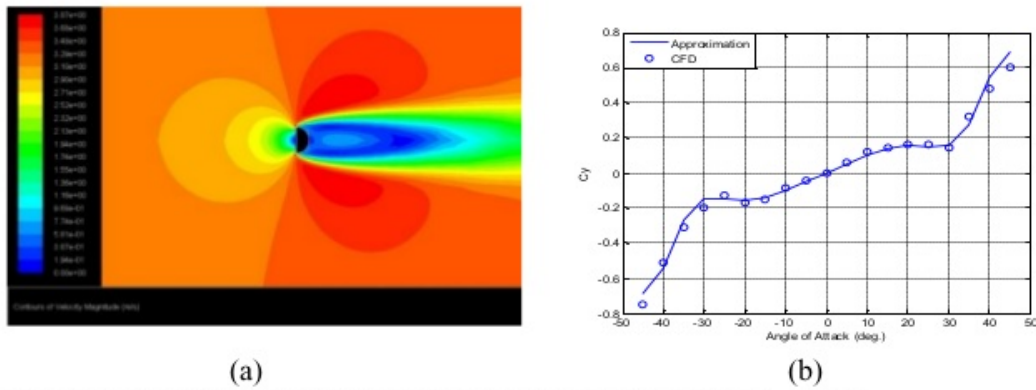 3.87e+00
3.68e+00
3.48e+00
3.29e+00
3.10e+00
2.90e+00
2.71e+00
2.52e+00
2.32e+00
2.13e+00
1.94e+00
1.74e+00
1.55e+00
1.36e+00
1.16e+00
9.68e-01
7.74e-01
5.81e-01
3.87e-01
1.94e-01
0.00e+00
Contours of Velocity Magnitude (m/s)
(a)
Approximation
CFD
0.8
0.6
0.4
0.2
0
-0.2
-0.4
-0.6
-0.8
Cy
-50 -40 -30 -20 -10 0 10 20 30 40 50
Angle of Attack (deg.)
(b)